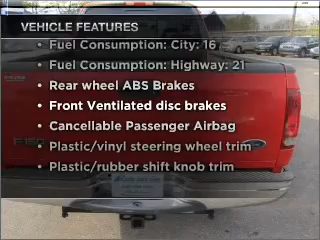 VEHICLE FEATURES
• Fuel Consumption: City: 16
• Fuel Consumption: Highway: 21
• Rear wheel ABS Brakes
• Front Ventilated disc brakes
• Cancellable Passenger Airbag
• Plastic/vinyl steering wheel trim
• Plastic/rubber shift knob trim